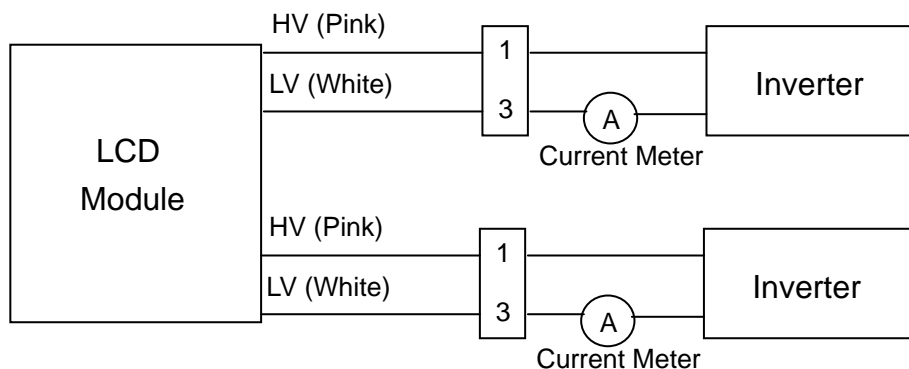 HV (Pink)
1
LV (White)
3
A
Current Meter
Inverter
LCD
Module
HV (Pink)
1
LV (White)
3
A
Current Meter
Inverter